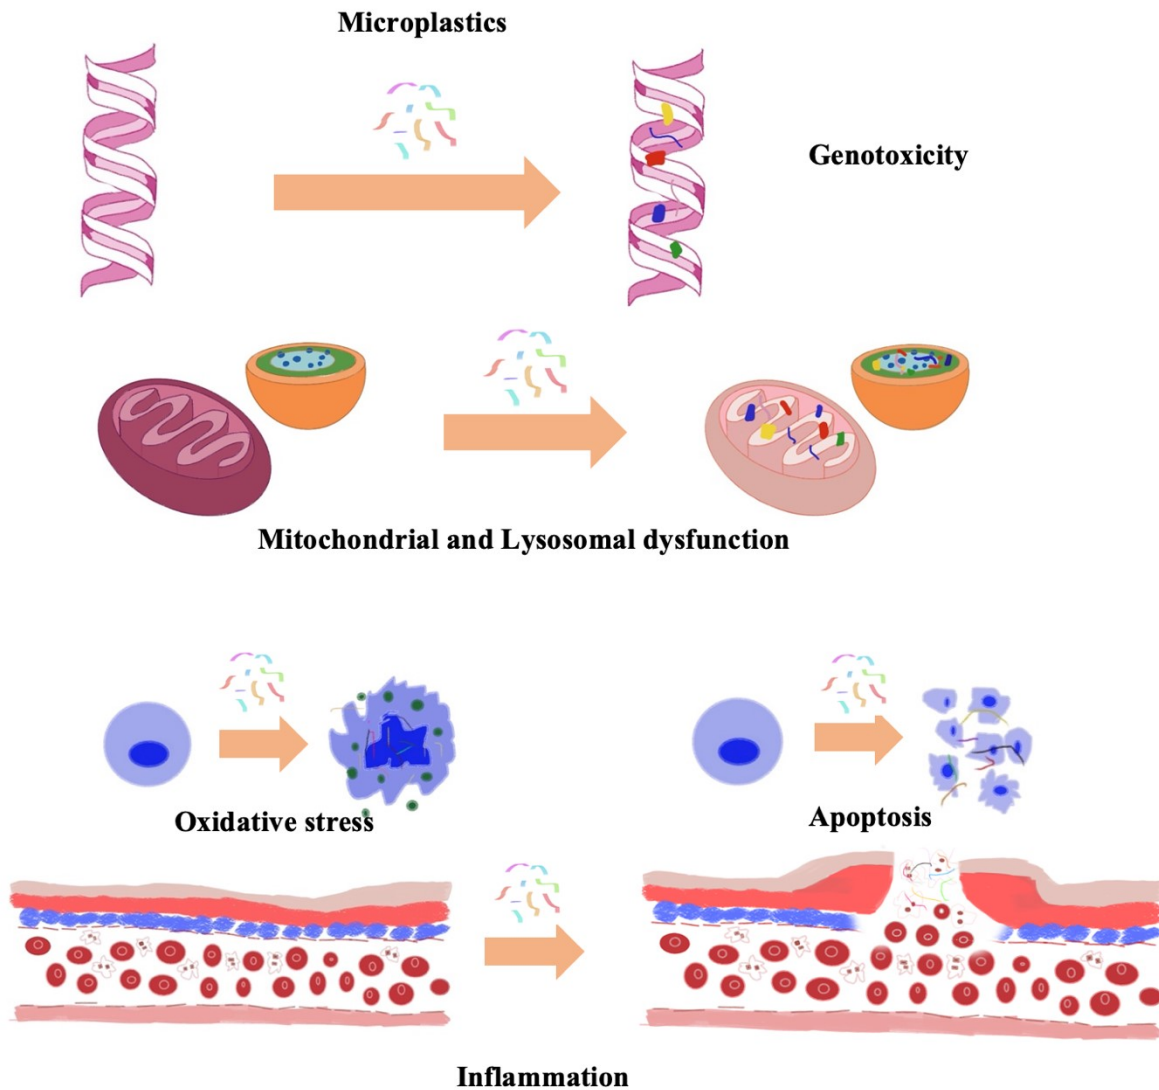 Microplastics
Genotoxicity
Mitochondrial and Lysosomal dysfunction
Oxidative stress
Apoptosis
Inflammation